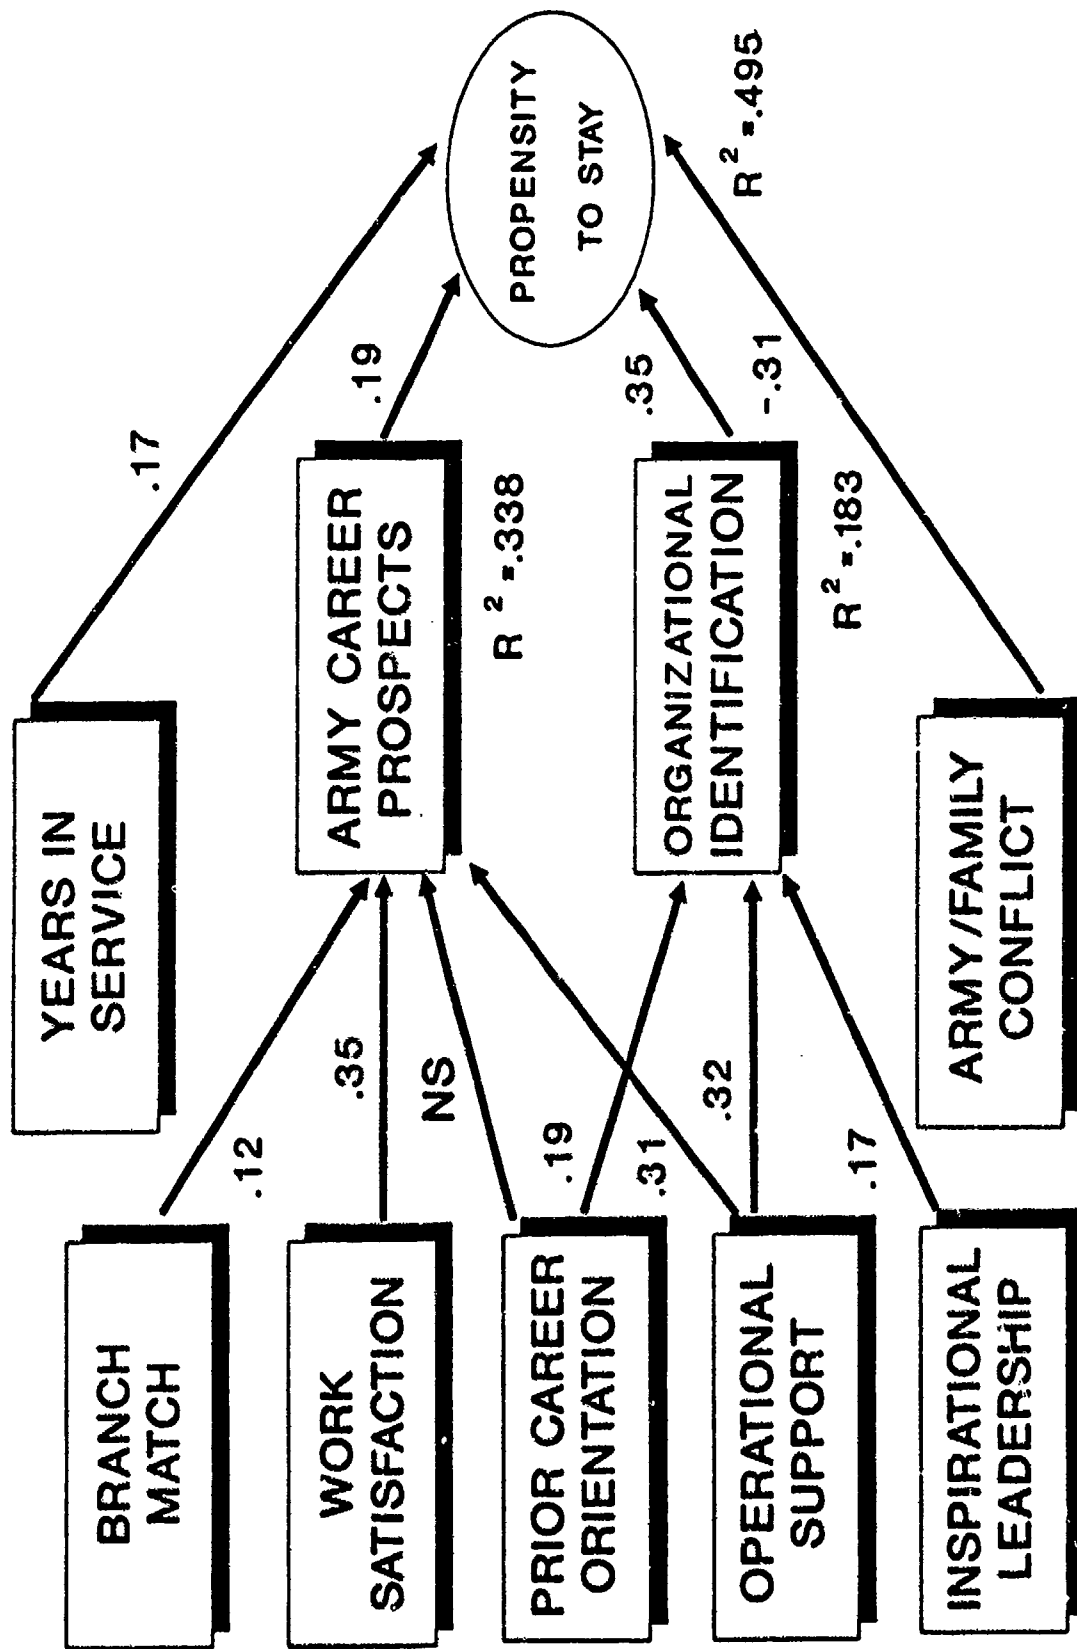 YEARS IN
SERVICE
.17
BRANCH
MATCH
.12
ARMY CAREER
PROSPECTS
.19
WORK
SATISFACTION
.35
R² =.338
NS
PROPENSITY
TO STAY
PRIOR CAREER
ORIENTATION
.19
.31
ORGANIZATIONAL
IDENTIFICATION
.35
R² =.495
OPERATIONAL
SUPPORT
.32
-.31
R² =.183
.17
INSPIRATIONAL
LEADERSHIP
ARMY/FAMILY
CONFLICT